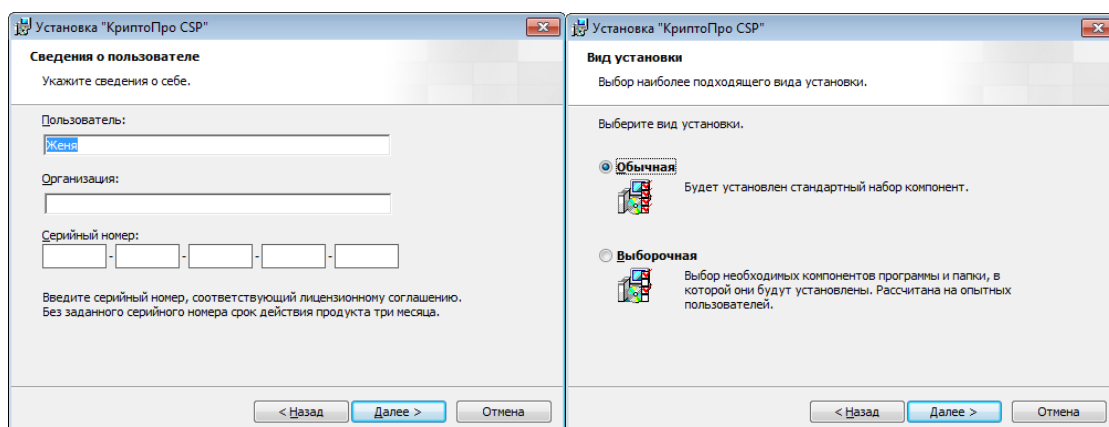 Установка "КриптоПро CSP"
Сведения о пользователе
Укажите сведения о себе.
Пользователь:
Женя
Организация:
Серийный номер:
- - - -
Введите серийный номер, соответствующий лицензионному соглашению.
Без заданного серийного номера срок действия продукта три месяца.
< Назад
Далее >
Отмена
Установка "КриптоПро CSP"
Вид установки
Выбор наиболее подходящего вида установки.
Выберите вид установки.
Обычная
Будет установлен стандартный набор компонент.
Выборочная
Выбор необходимых компонентов программы и папки, в
которой они будут установлены. Рассчитана на опытных
пользователей.
< Назад
Далее >
Отмена